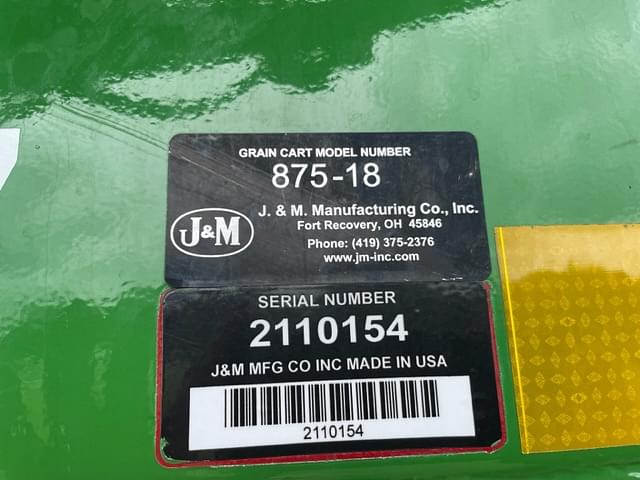 GRAIN CART MODEL NUMBER
875-18
J&M
J. & M. Manufacturing Co., Inc.
Fort Recovery, OH 45846
Phone: (419) 375-2376
www.jm-inc.com
SERIAL NUMBER
2110154
J&M MFG CO INC MADE IN USA
2110154